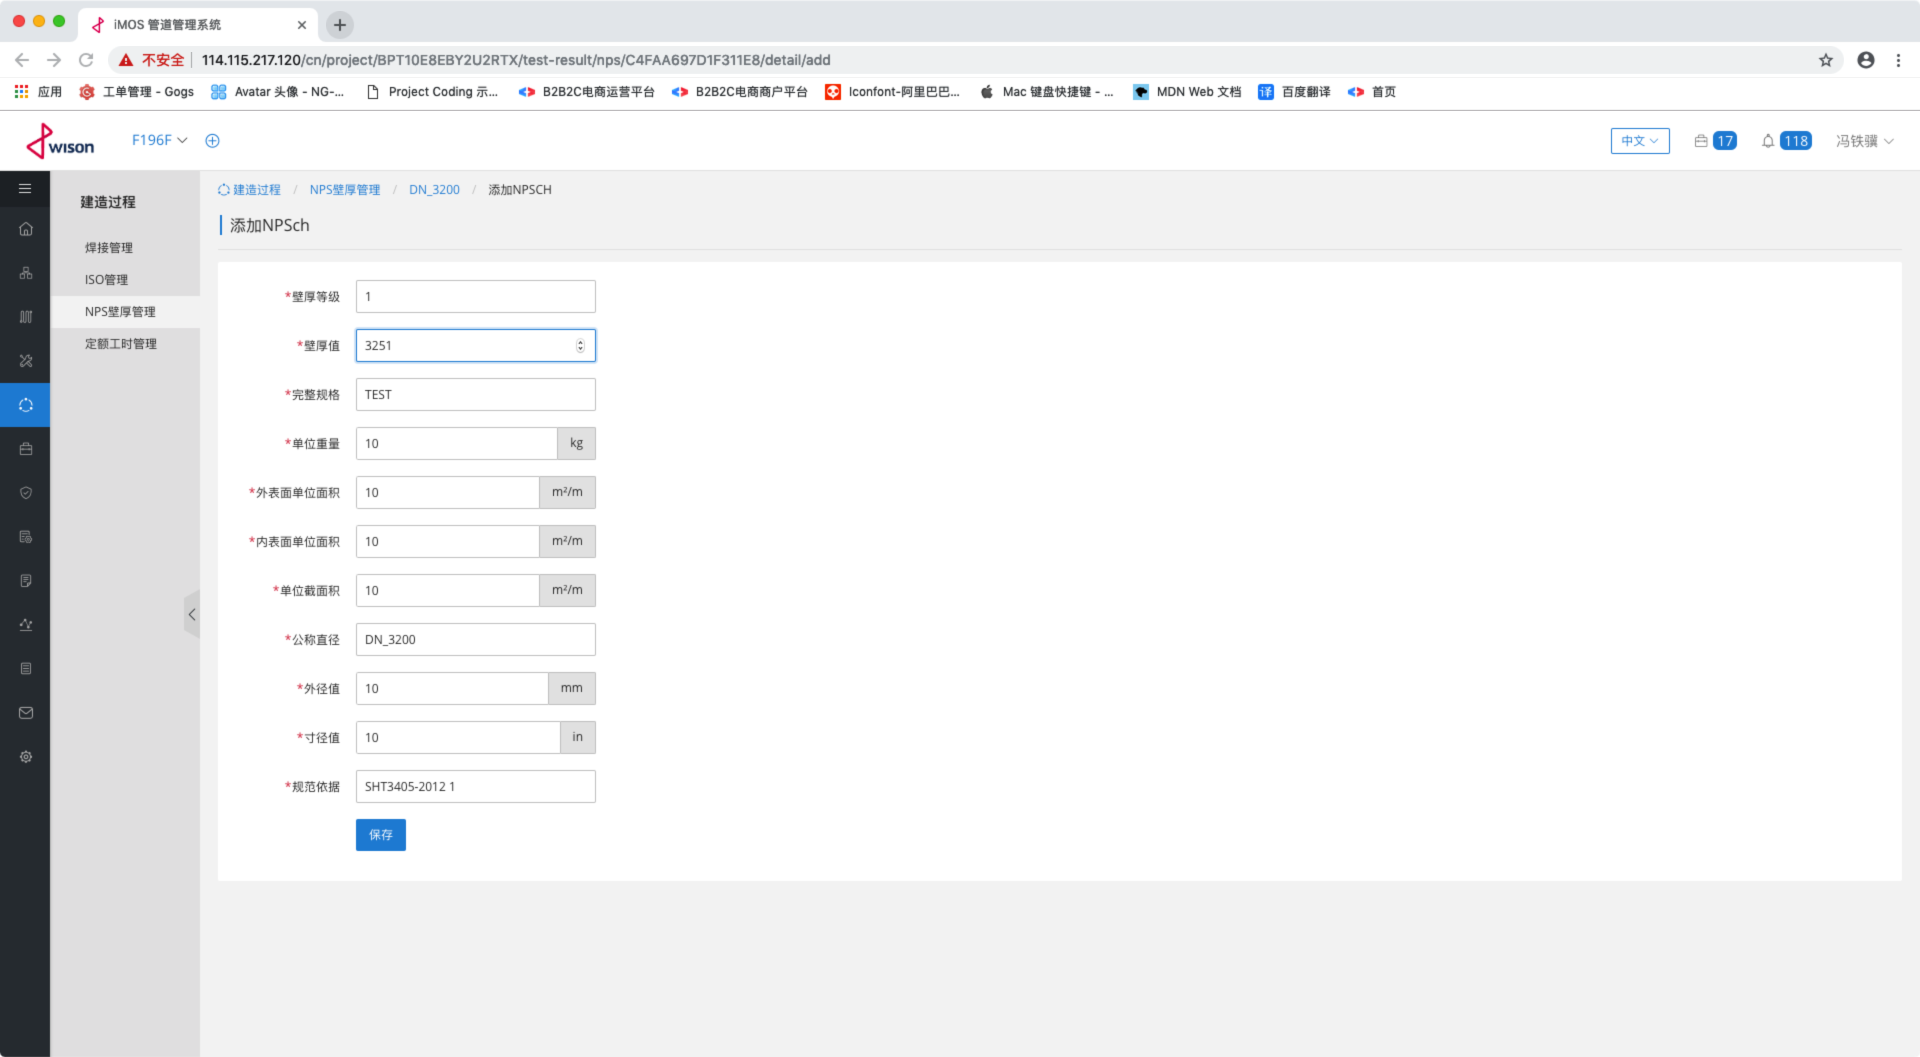 iMOS 管道管理系统
不安全 114.115.217.120/cn/project/BPT10E8EBY2U2RTX/test-result/nps/C4FAA697D1F311E8/detail/add
应用 工单管理 - Gogs Avatar 头像 - NG-... Project Coding 示... B2B2C电商运营平台 B2B2C电商商户平台 Iconfont-阿里巴巴... Mac 键盘快捷键 - ... MDN Web 文档 译 百度翻译 首页
wison F196F 中文 17 118 冯铁骥
建造过程
焊接管理
ISO管理
NPS壁厚管理
定额工时管理
建造过程 / NPS壁厚管理 / DN_3200 / 添加NPSCH
添加NPSch
*壁厚等级 1
*壁厚值 3251
*完整规格 TEST
*单位重量 10 kg
*外表面单位面积 10 m²/m
*内表面单位面积 10 m²/m
*单位截面积 10 m²/m
*公称直径 DN_3200
*外径值 10 mm
*寸径值 10 in
*规范依据 SHT3405-2012 1
保存